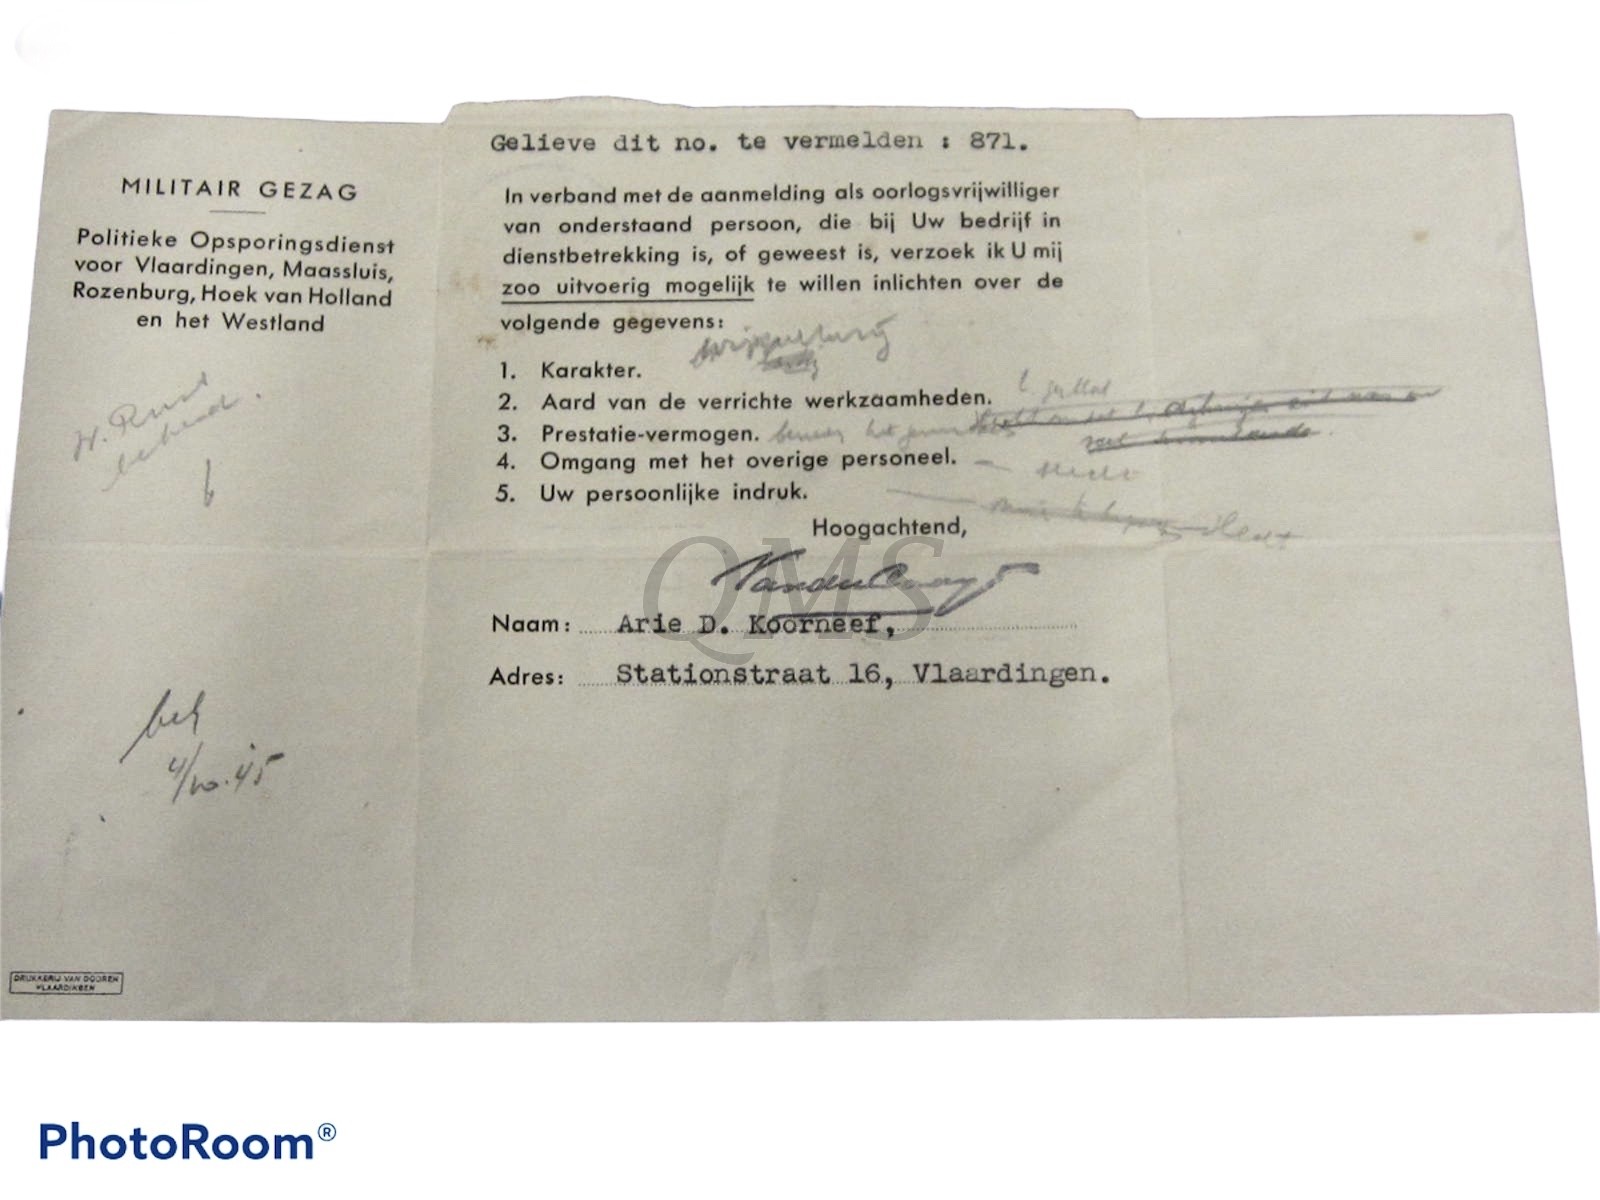 Gelieve dit no. te vermelden : 871.
MILITAIR GEZAG
Politieke Opsporingsdienst
voor Vlaardingen, Maassluis,
Rozenburg, Hoek van Holland
en het Westland
In verband met de aanmelding als oorlogsvrijwilliger
van onderstaand persoon, die bij Uw bedrijf in
dienstbetrekking is, of geweest is, verzoek ik U mij
zoo uitvoerig mogelijk te willen inlichten over de
volgende gegevens:
1. Karakter.
2. Aard van de verrichte werkzaamheden.
3. Prestatie-vermogen.
4. Omgang met het overige personeel.
5. Uw persoonlijke indruk.
Hoogachtend,
QMS
Naam: Arie D. Koorneef,
Adres: Stationstraat 16, Vlaardingen.
4/10.45
DRUKKERIJ VAN DOOREN
VLAARDINGEN
PhotoRoom®